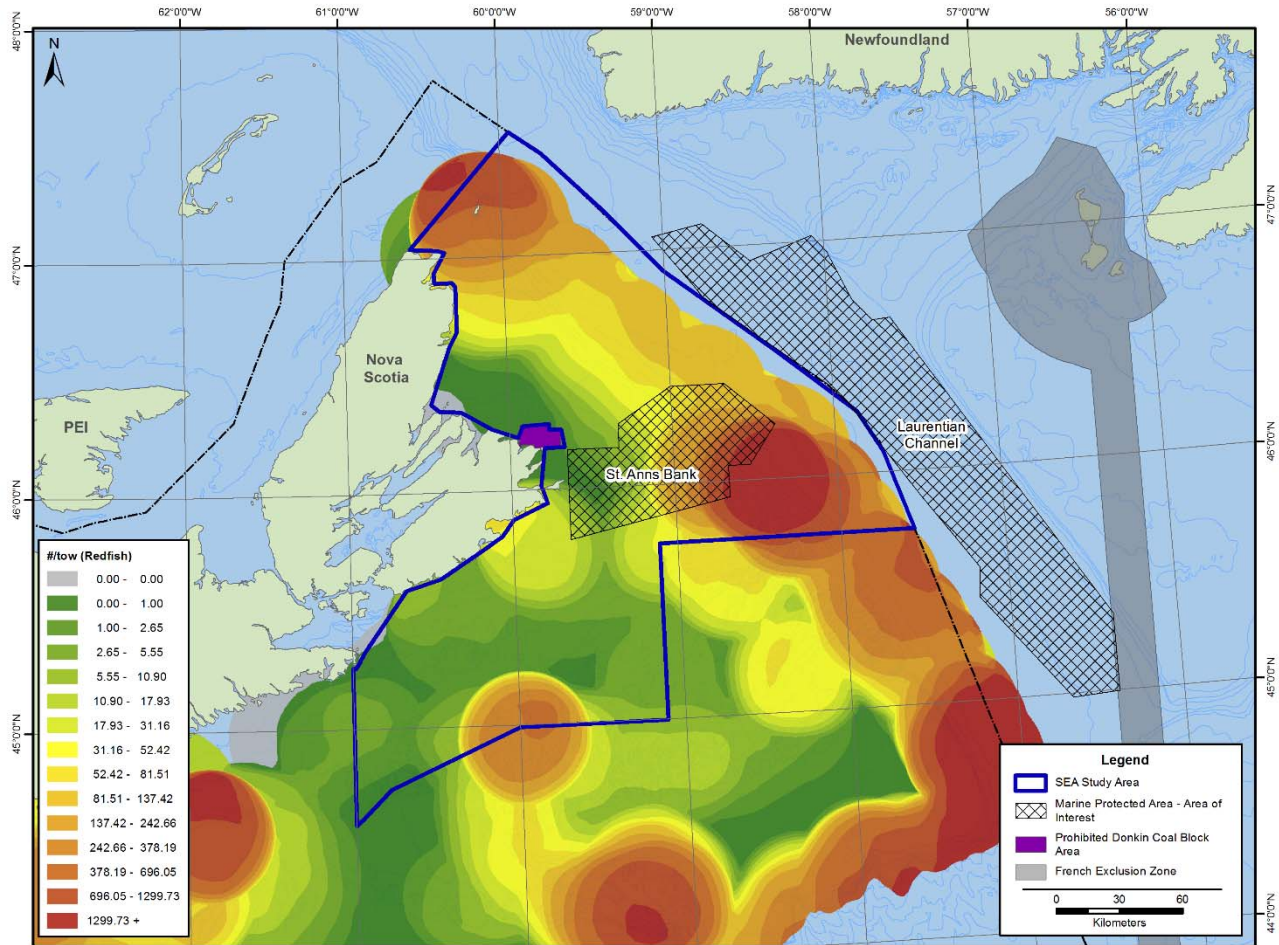 62°0'0"W
61°0'0"W
60°0'0"W
59°0'0"W
58°0'0"W
57°0'0"W
56°0'0"W
48°0'0"N
N
Newfoundland
47°0'0"N
47°0'0"N
Nova
Scotia
PEI
Laurentian
Channel
46°0'0"N
St. Anns Bank
46°0'0"N
45°0'0"N
45°0'0"N
44°0'0"N
#/tow (Redfish)
0.00 - 0.00
0.00 - 1.00
1.00 - 2.65
2.65 - 5.55
5.55 - 10.90
10.90 - 17.93
17.93 - 31.16
31.16 - 52.42
52.42 - 81.51
81.51 - 137.42
137.42 - 242.66
242.66 - 378.19
378.19 - 696.05
696.05 - 1299.73
1299.73 +
Legend
SEA Study Area
Marine Protected Area - Area of
Interest
Prohibited Donkin Coal Block
Area
French Exclusion Zone
0 30 60
Kilometers